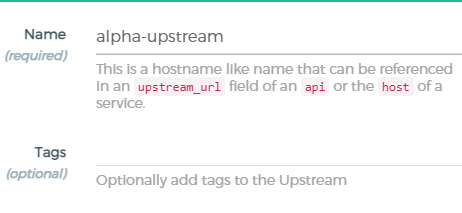 Name alpha-upstream
(required)
This is a hostname like name that can be referenced
in an upstream_url field of an api or the host of a
service.
Tags
(optional)
Optionally add tags to the Upstream